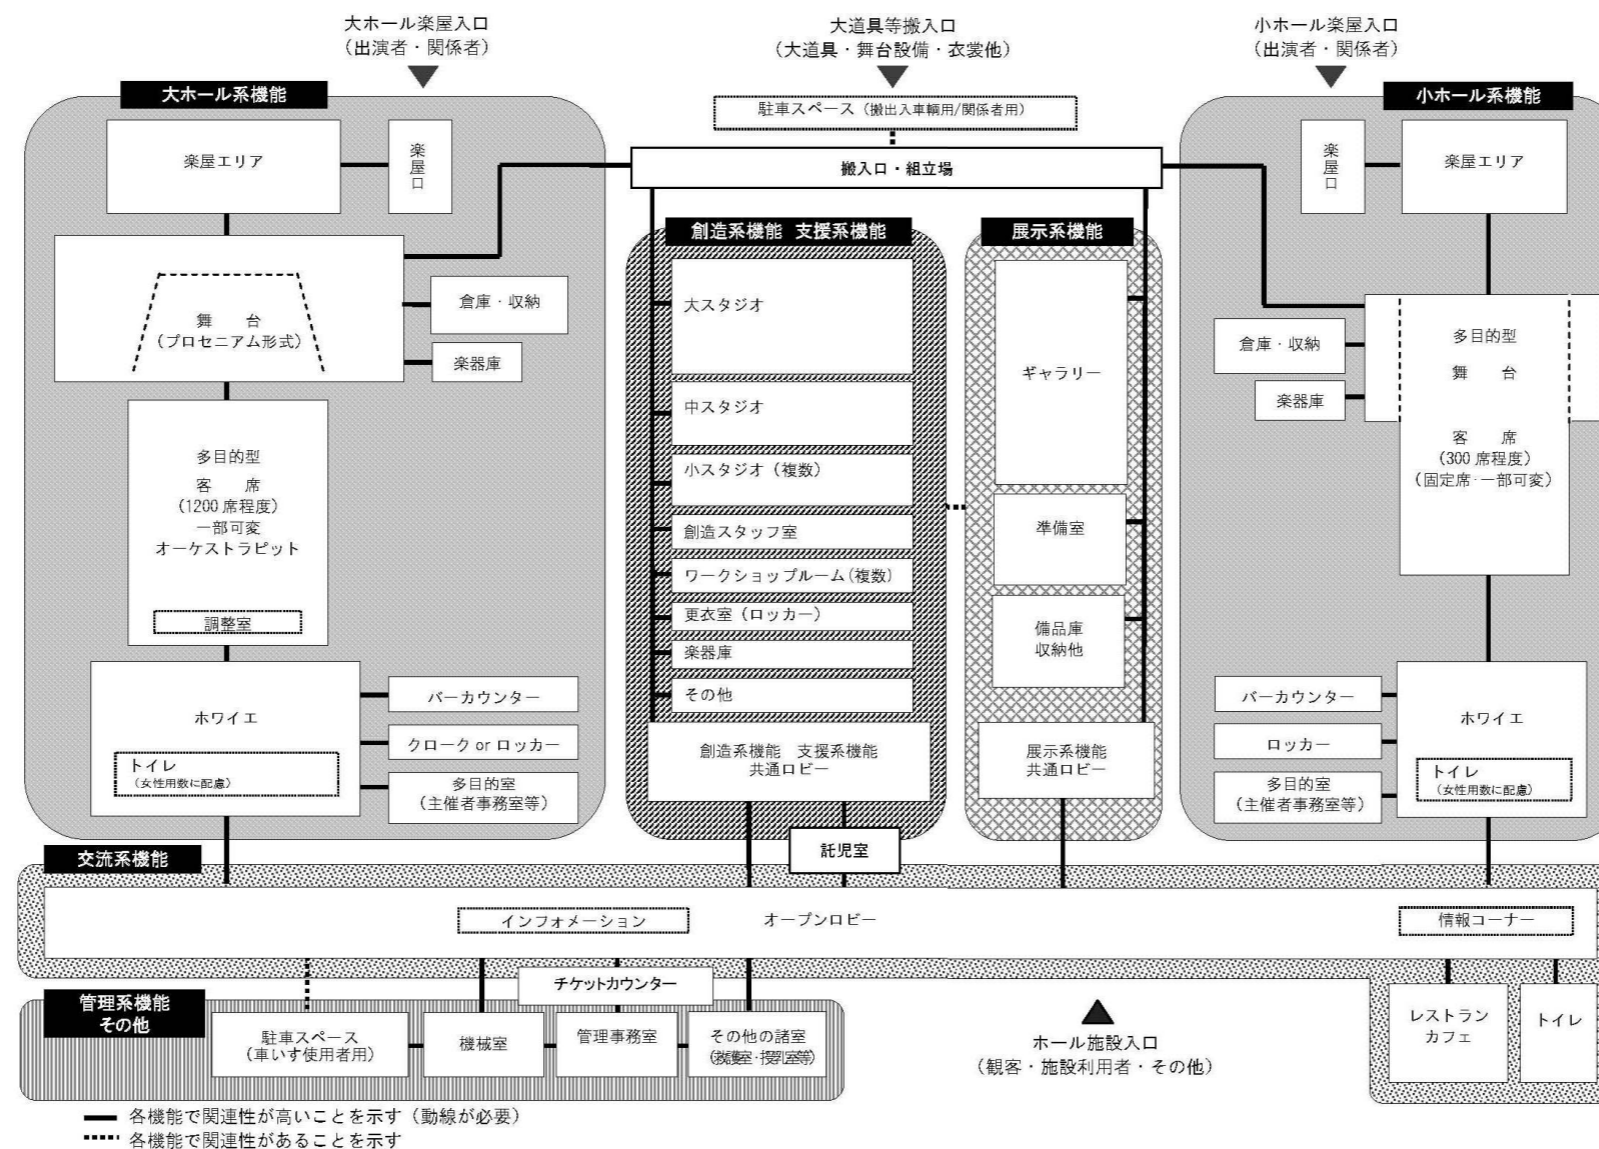 大ホール楽屋入口
(出演者・関係者)
大道具等搬入口
(大道具・舞台設備・衣裳他)
小ホール楽屋入口
(出演者・関係者)
大ホール系機能
楽屋エリア
楽屋口
舞 台
(プロセニアム形式)
倉庫・収納
楽器庫
多目的型
客 席
(1200 席程度)
一部可変
オーケストラピット
調整室
ホワイエ
トイレ
(女性用数に配慮)
バーカウンター
クローク or ロッカー
多目的室
(主催者事務室等)
駐車スペース (搬出入車輌用/関係者用)
搬入口・組立場
創造系機能 支援系機能
大スタジオ
中スタジオ
小スタジオ (複数)
創造スタッフ室
ワークショップルーム (複数)
更衣室 (ロッカー)
楽器庫
その他
創造系機能 支援系機能
共通ロビー
展示系機能
ギャラリー
準備室
備品庫
収納他
展示系機能
共通ロビー
小ホール系機能
楽屋口
楽屋エリア
倉庫・収納
楽器庫
多目的型
舞 台
客 席
(300 席程度)
(固定席・一部可変)
バーカウンター
ロッカー
多目的室
(主催者事務室等)
ホワイエ
トイレ
(女性用数に配慮)
託児室
交流系機能
インフォメーション
オープンロビー
情報コーナー
チケットカウンター
管理系機能
その他
駐車スペース
(車いす使用者用)
機械室
管理事務室
その他の諸室
ホール施設入口
(観客・施設利用者・その他)
レストラン
カフェ
トイレ
各機能で関連性が高いことを示す (動線が必要)
各機能で関連性があることを示す